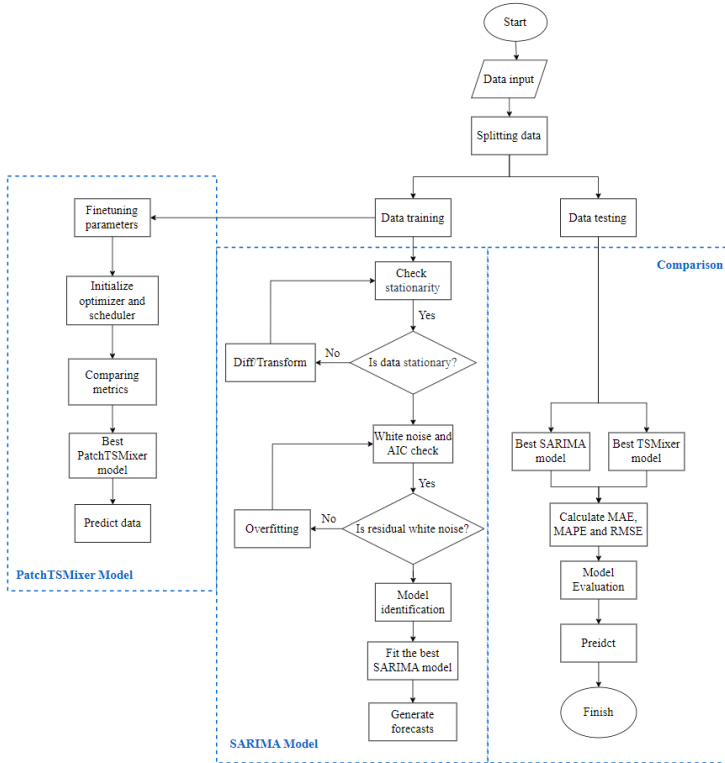 Start
Data input
Splitting data
Finetuning
parameters
Data training
Data testing
Comparison
Initialize
optimizer and
scheduler
Check
stationarity
Yes
Diff/Transform
No
Is data stationary?
Comparing
metrics
White noise and
AIC check
Best
PatchTSMixer
model
Best SARIMA
model
Best TSMixer
model
Yes
Predict data
Overfitting
No
Is residual white noise?
Calculate MAE,
MAPE and RMSE
PatchTSMixer Model
Model
Evaluation
Model
identification
Preidct
Fit the best
SARIMA model
Generate
forecasts
Finish
SARIMA Model